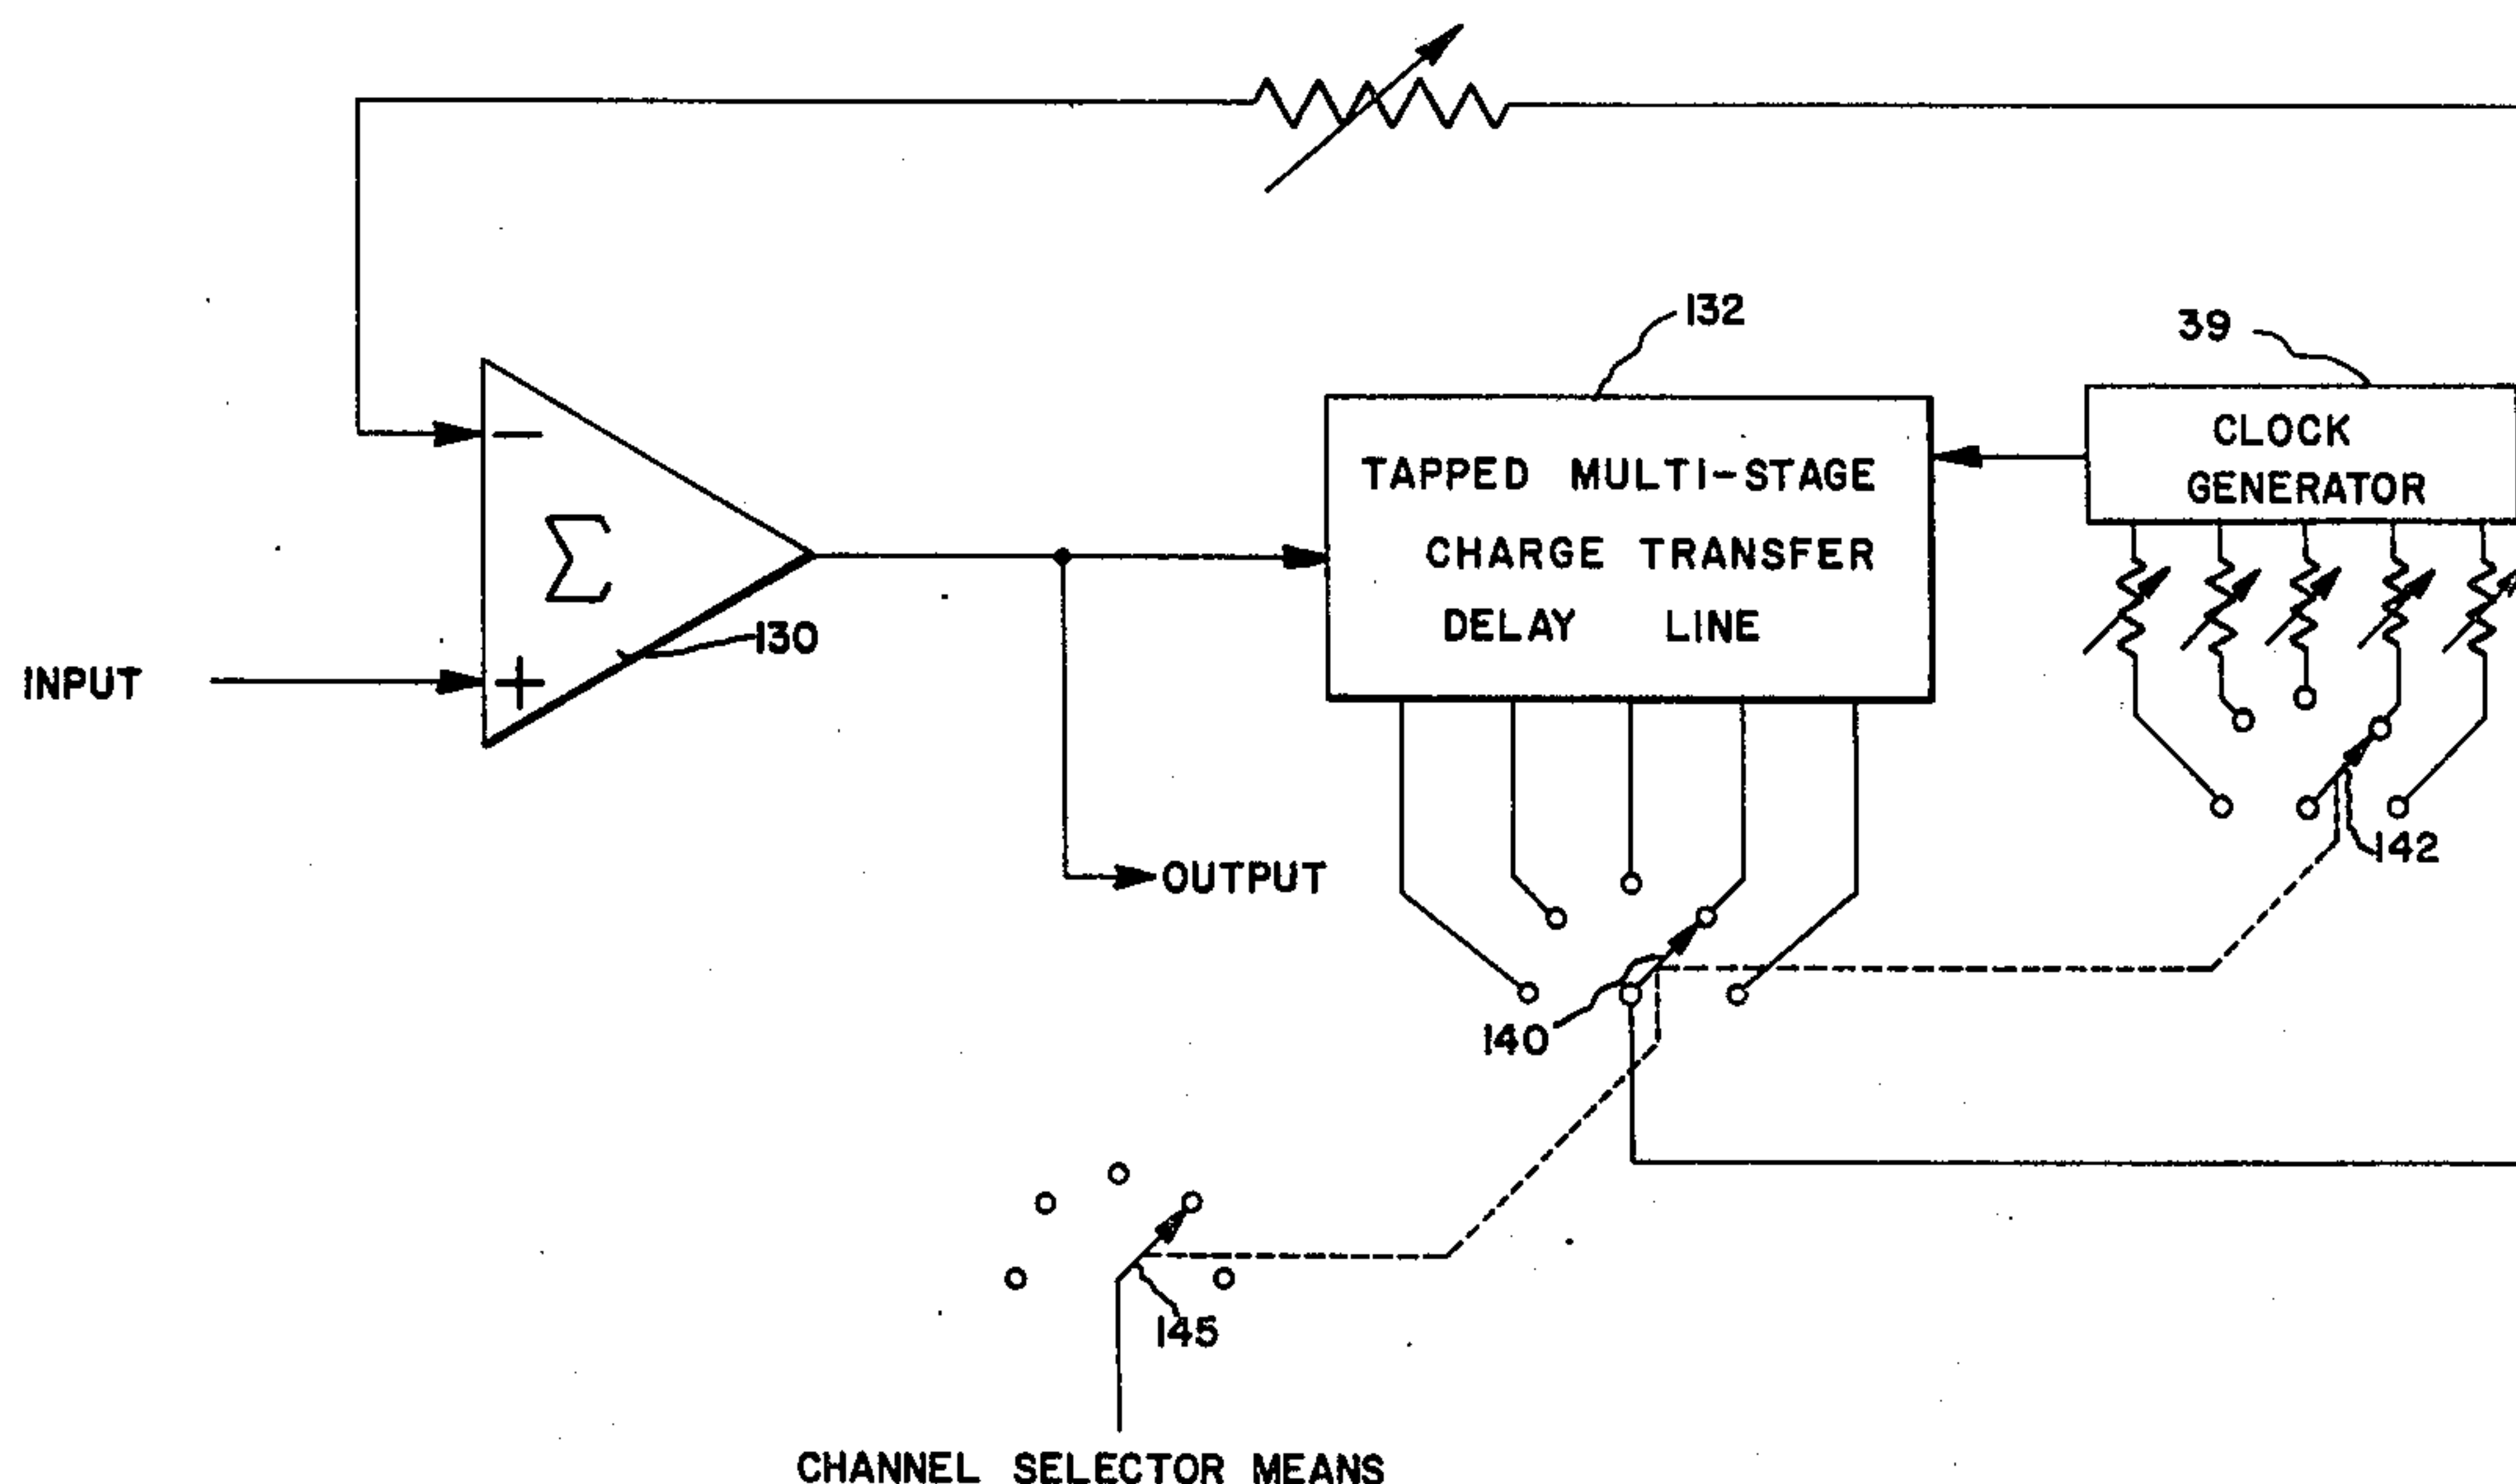 132
39
CLOCK
GENERATOR
TAPPED MULTI-STAGE
CHARGE TRANSFER
DELAY LINE
−
Σ
130
INPUT
+
142
OUTPUT
140
145
CHANNEL SELECTOR MEANS